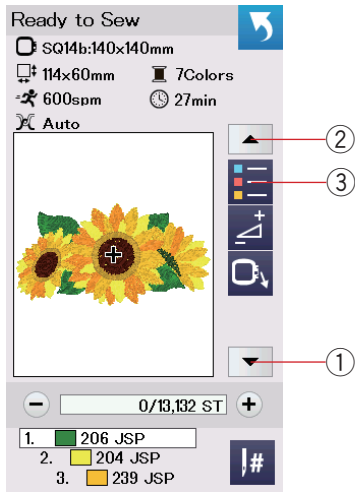 Ready to Sew
SQ14b:140x140mm
114x60mm 7Colors
600spm 27min
Auto
②
③
①
0/13,132 ST
1. 206 JSP
2. 204 JSP
3. 239 JSP
#